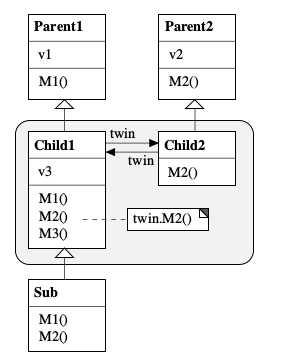 Parent1
v1
M1()
Parent2
v2
M2()
twin
twin
Child1
v3
M1()
M2()
M3()
Child2
M2()
twin.M2()
Sub
M1()
M2()